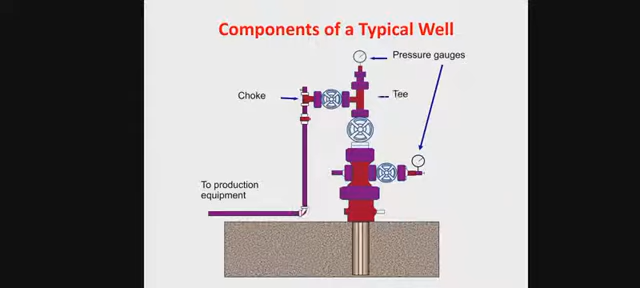 Components of a Typical Well
Pressure gauges
Choke
Tee
To production
equipment